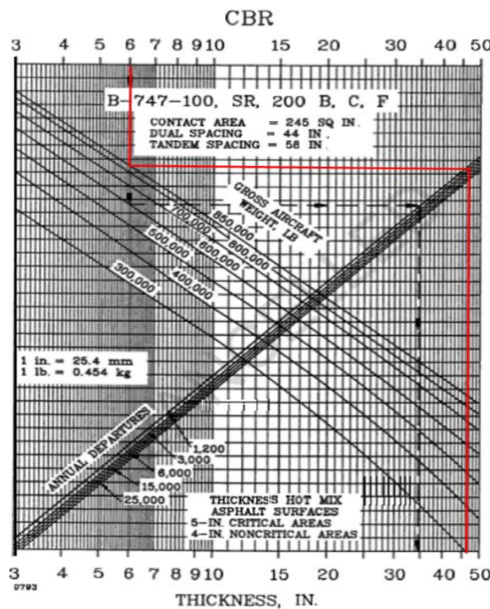 CBR
3 4 5 6 7 8 9 10 15 20 30 40 50
B-747-100, SR, 200 B, C, F
CONTACT AREA = 245 SQ IN.
DUAL SPACING = 44 IN.
TANDEM SPACING = 58 IN.
GROSS AIRCRAFT
WEIGHT, LB
850,000
800,000
700,000
600,000
500,000
400,000
300,000
1 in. = 25.4 mm
1 lb. = 0.454 kg
ANNUAL DEPARTURES
1,200
3,000
6,000
15,000
25,000
THICKNESS HOT MIX
ASPHALT SURFACES
5-IN. CRITICAL AREAS
4-IN. NONCRITICAL AREAS
3 4 5 6 7 8 9 10 15 20 30 40 50
9793
THICKNESS, IN.